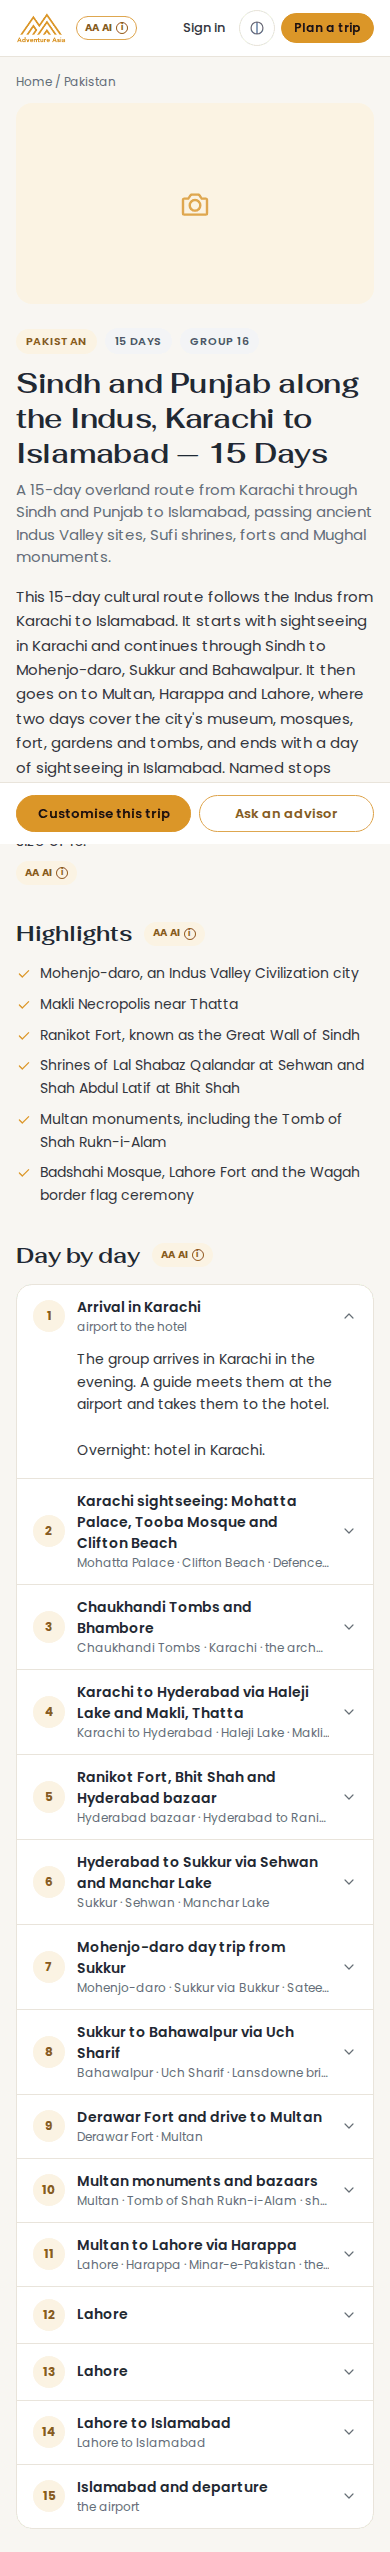 Adventure Asia
AA AI
Sign in
Plan a trip
Home / Pakistan
PAKISTAN
15 DAYS
GROUP 16
Sindh and Punjab along
the Indus, Karachi to
Islamabad — 15 Days
A 15-day overland route from Karachi through
Sindh and Punjab to Islamabad, passing ancient
Indus Valley sites, Sufi shrines, forts and Mughal
monuments.
This 15-day cultural route follows the Indus from
Karachi to Islamabad. It starts with sightseeing
in Karachi and continues through Sindh to
Mohenjo-daro, Sukkur and Bahawalpur. It then
goes on to Multan, Harappa and Lahore, where
two days cover the city's museum, mosques,
fort, gardens and tombs, and ends with a day
of sightseeing in Islamabad. Named stops
Customise this trip
Ask an advisor
AA AI
Highlights
AA AI
Mohenjo-daro, an Indus Valley Civilization city
Makli Necropolis near Thatta
Ranikot Fort, known as the Great Wall of Sindh
Shrines of Lal Shabaz Qalandar at Sehwan and
Shah Abdul Latif at Bhit Shah
Multan monuments, including the Tomb of
Shah Rukn-i-Alam
Badshahi Mosque, Lahore Fort and the Wagah
border flag ceremony
Day by day
AA AI
1
Arrival in Karachi
airport to the hotel
The group arrives in Karachi in the
evening. A guide meets them at the
airport and takes them to the hotel.
Overnight: hotel in Karachi.
2
Karachi sightseeing: Mohatta
Palace, Tooba Mosque and
Clifton Beach
Mohatta Palace · Clifton Beach · Defence…
3
Chaukhandi Tombs and
Bhambore
Chaukhandi Tombs · Karachi · the arch…
4
Karachi to Hyderabad via Haleji
Lake and Makli, Thatta
Karachi to Hyderabad · Haleji Lake · Makli…
5
Ranikot Fort, Bhit Shah and
Hyderabad bazaar
Hyderabad bazaar · Hyderabad to Rani…
6
Hyderabad to Sukkur via Sehwan
and Manchar Lake
Sukkur · Sehwan · Manchar Lake
7
Mohenjo-daro day trip from
Sukkur
Mohenjo-daro · Sukkur via Bukkur · Satee…
8
Sukkur to Bahawalpur via Uch
Sharif
Bahawalpur · Uch Sharif · Lansdowne bri…
9
Derawar Fort and drive to Multan
Derawar Fort · Multan
10
Multan monuments and bazaars
Multan · Tomb of Shah Rukn-i-Alam · sh…
11
Multan to Lahore via Harappa
Lahore · Harappa · Minar-e-Pakistan · the…
12
Lahore
13
Lahore
14
Lahore to Islamabad
Lahore to Islamabad
15
Islamabad and departure
the airport